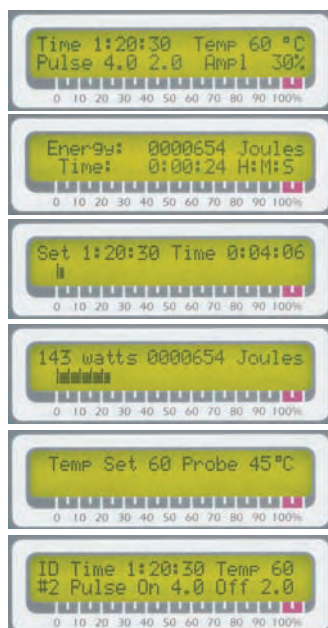 Time 1:20:30 Temp 60 °C
Pulse 4.0 2.0 Ampl 30%
0 10 20 30 40 50 60 70 80 90 100%
Energy: 0000654 Joules
Time: 0:00:24 H:M:S
0 10 20 30 40 50 60 70 80 90 100%
Set 1:20:30 Time 0:04:06
0 10 20 30 40 50 60 70 80 90 100%
143 watts 0000654 Joules
0 10 20 30 40 50 60 70 80 90 100%
Temp Set 60 Probe 45°C
0 10 20 30 40 50 60 70 80 90 100%
ID Time 1:20:30 Temp 60
#2 Pulse On 4.0 Off 2.0
0 10 20 30 40 50 60 70 80 90 100%